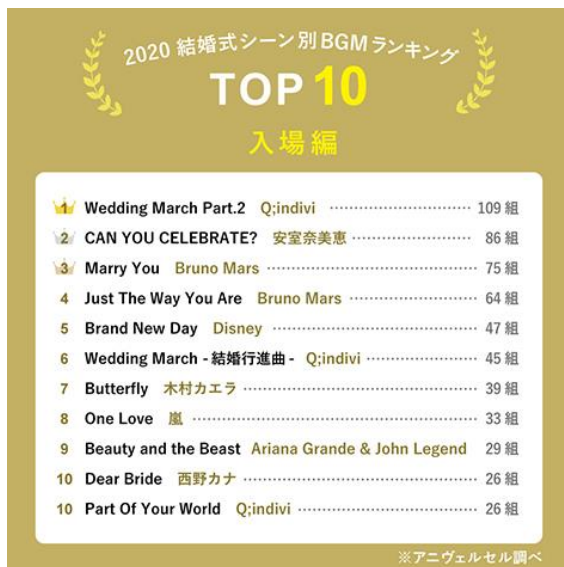 2020 結婚式シーン別BGMランキング
TOP 10
入場編
1 Wedding March Part.2 Q;indivi ………………………… 109 組
2 CAN YOU CELEBRATE? 安室奈美恵 ………………… 86 組
3 Marry You Bruno Mars ………………………………… 75 組
4 Just The Way You Are Bruno Mars ………………… 64 組
5 Brand New Day Disney ……………………………… 47 組
6 Wedding March -結婚行進曲- Q;indivi ……………… 45 組
7 Butterfly 木村カエラ …………………………………… 39 組
8 One Love 嵐 …………………………………………… 33 組
9 Beauty and the Beast Ariana Grande & John Legend 29 組
10 Dear Bride 西野カナ ………………………………… 26 組
10 Part Of Your World Q;indivi ………………………… 26 組
※アニヴェルセル調べ